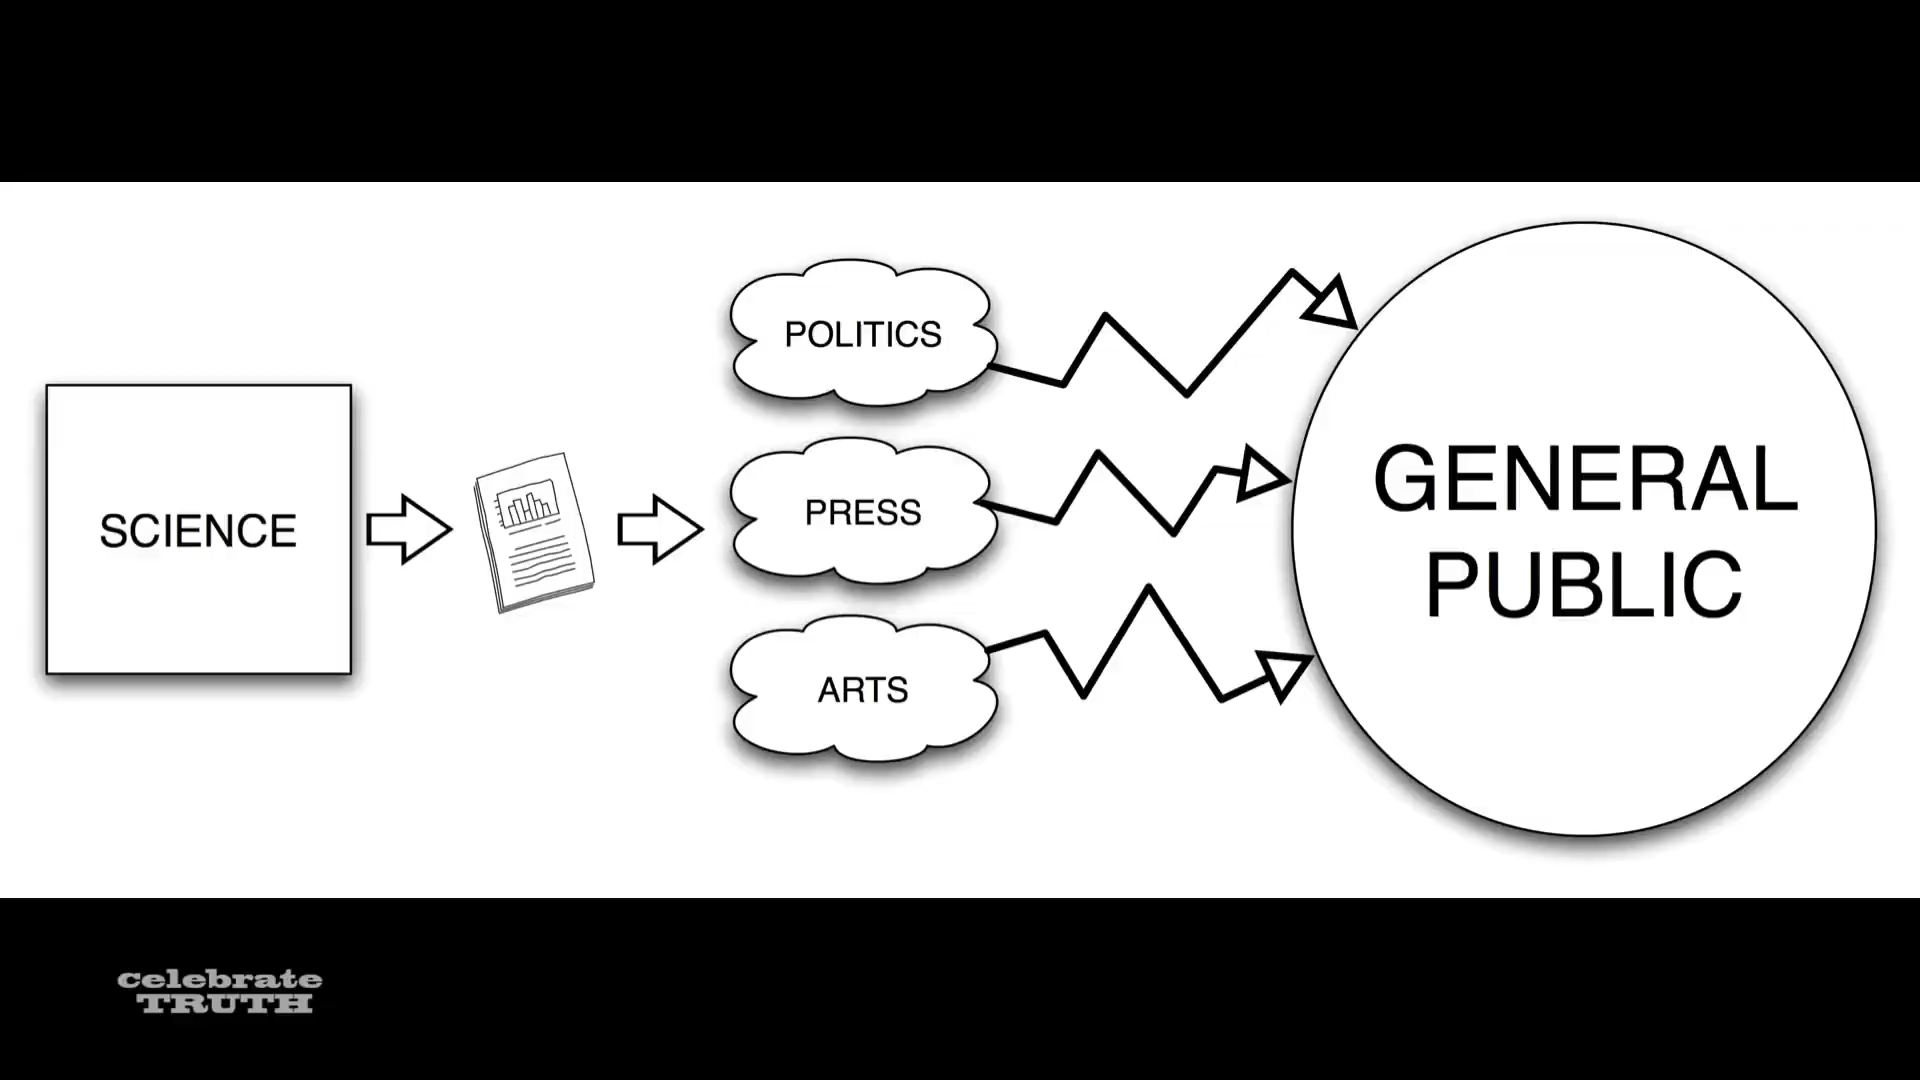 SCIENCE
POLITICS
PRESS
ARTS
GENERAL
PUBLIC
celebrate
TRUTH